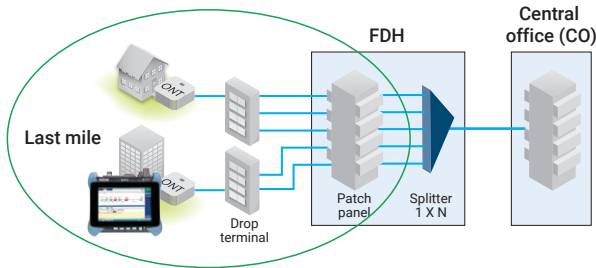 Central
office (CO)
FDH
ONT
Last mile
ONT
Drop
terminal
Patch
panel
Splitter
1 X N